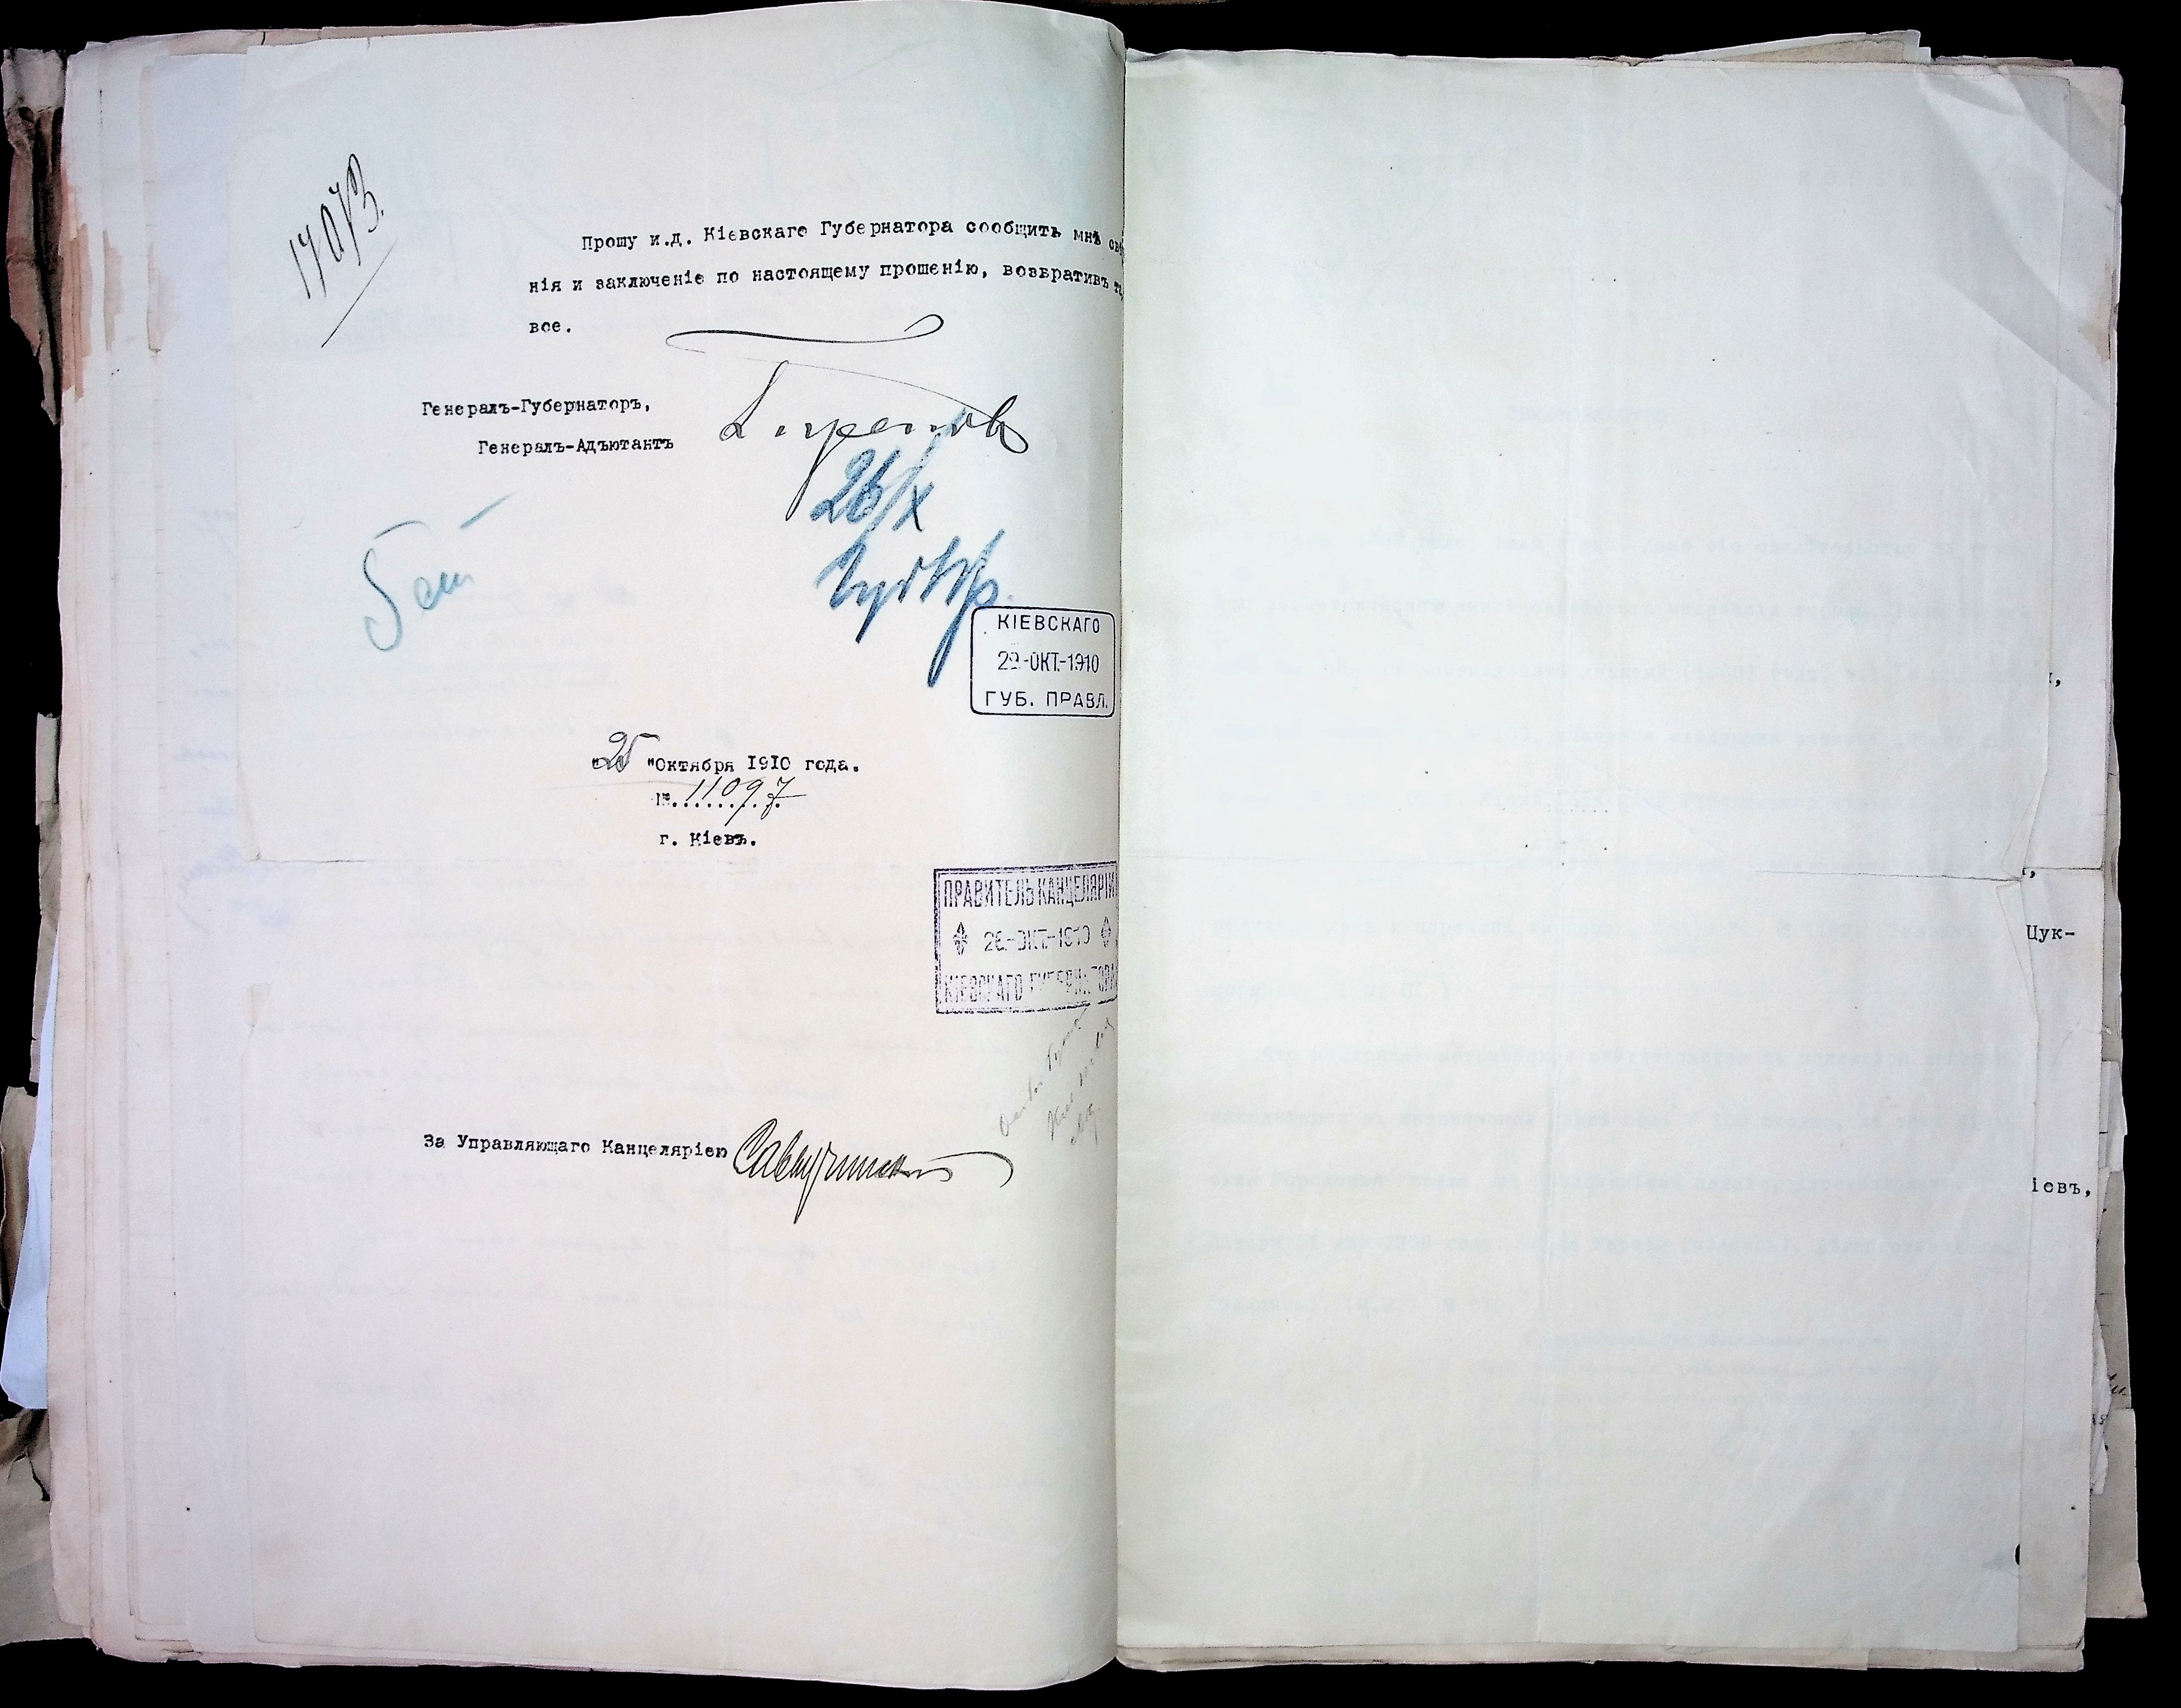 17073.
Прошу и.д. Кіевскаго Губернатора сообщить мнѣ
нія и заключеніе по настоящему прошенію, возвративъ
вое.
Генералъ-Губернаторъ,
Генералъ-Адъютантъ
26/X
КІЕВСКАГО
29-ОКТ.-1910
ГУБ. ПРАВЛ.
"25"Октября 1910 года.
№.11097
г. Кіевъ.
ПРАВИТЕЛЬ КАНЦЕЛЯРІИ
26-ОКТ.-1910
КІЕВСКАГО ГУБЕРНАТОРА
За Управляющаго Канцеляріею
Цук-
іевъ,